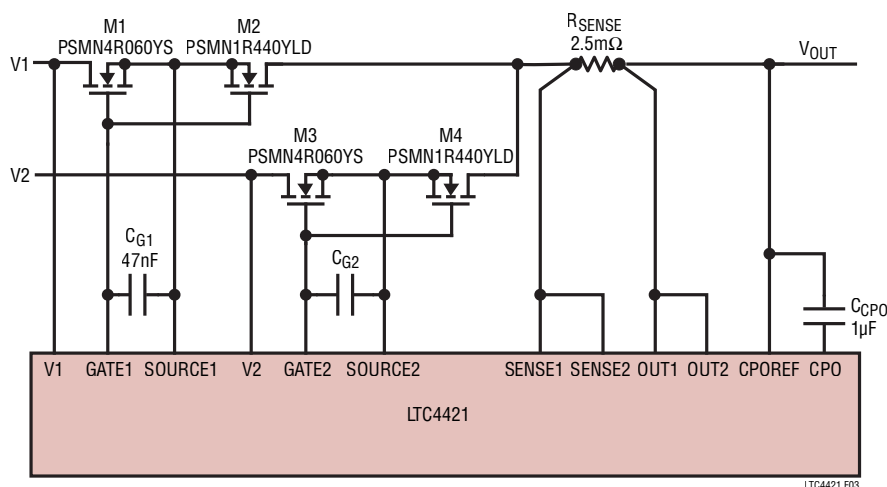 M1
PSMN4R060YS
M2
PSMN1R440YLD
RSENSE
2.5mΩ
V1
VOUT
M3
PSMN4R060YS
M4
PSMN1R440YLD
V2
CG1
47nF
CG2
CCPO
1µF
V1 GATE1 SOURCE1 V2 GATE2 SOURCE2 SENSE1 SENSE2 OUT1 OUT2 CPOREF CPO
LTC4421
LTC4421 F03